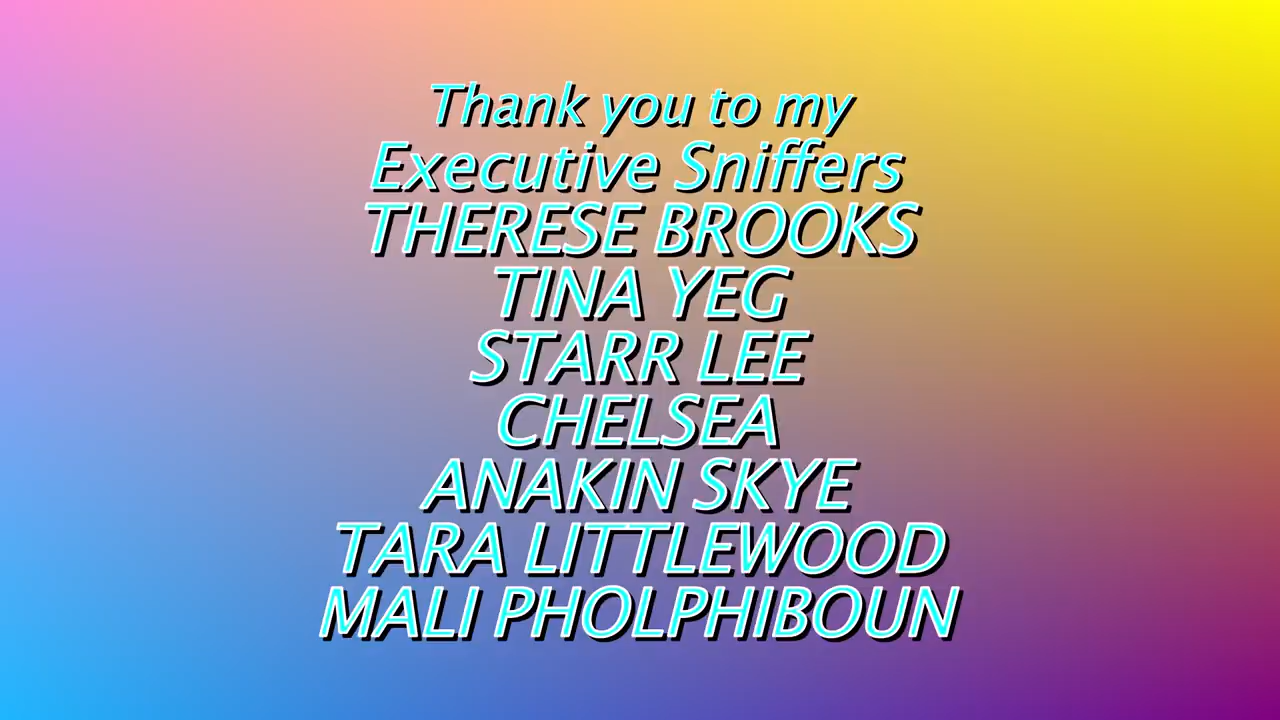 Thank you to my
Executive Sniffers
THERESE BROOKS
TINA YEG
STARR LEE
CHELSEA
ANAKIN SKYE
TARA LITTLEWOOD
MALI PHOLPHIBOUN